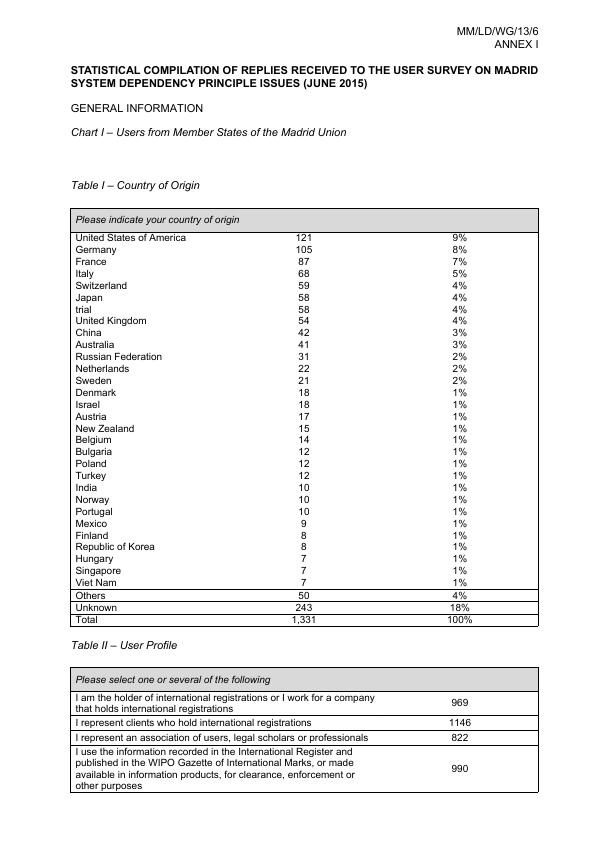 MM/LD/WG/13/6
ANNEX I
STATISTICAL COMPILATION OF REPLIES RECEIVED TO THE USER SURVEY ON MADRID
SYSTEM DEPENDENCY PRINCIPLE ISSUES (JUNE 2015)
GENERAL INFORMATION
Chart I – Users from Member States of the Madrid Union
Table I – Country of Origin
Please indicate your country of origin
United States of America 121 9%
Germany 105 8%
France 87 7%
Italy 68 5%
Switzerland 59 4%
Japan 58 4%
trial 58 4%
United Kingdom 54 4%
China 42 3%
Australia 41 3%
Russian Federation 31 2%
Netherlands 22 2%
Sweden 21 2%
Denmark 18 1%
Israel 18 1%
Austria 17 1%
New Zealand 15 1%
Belgium 14 1%
Bulgaria 12 1%
Poland 12 1%
Turkey 12 1%
India 10 1%
Norway 10 1%
Portugal 10 1%
Mexico 9 1%
Finland 8 1%
Republic of Korea 8 1%
Hungary 7 1%
Singapore 7 1%
Viet Nam 7 1%
Others 50 4%
Unknown 243 18%
Total 1,331 100%
Table II – User Profile
Please select one or several of the following
I am the holder of international registrations or I work for a company
that holds international registrations 969
I represent clients who hold international registrations 1146
I represent an association of users, legal scholars or professionals 822
I use the information recorded in the International Register and
published in the WIPO Gazette of International Marks, or made
available in information products, for clearance, enforcement or
other purposes 990